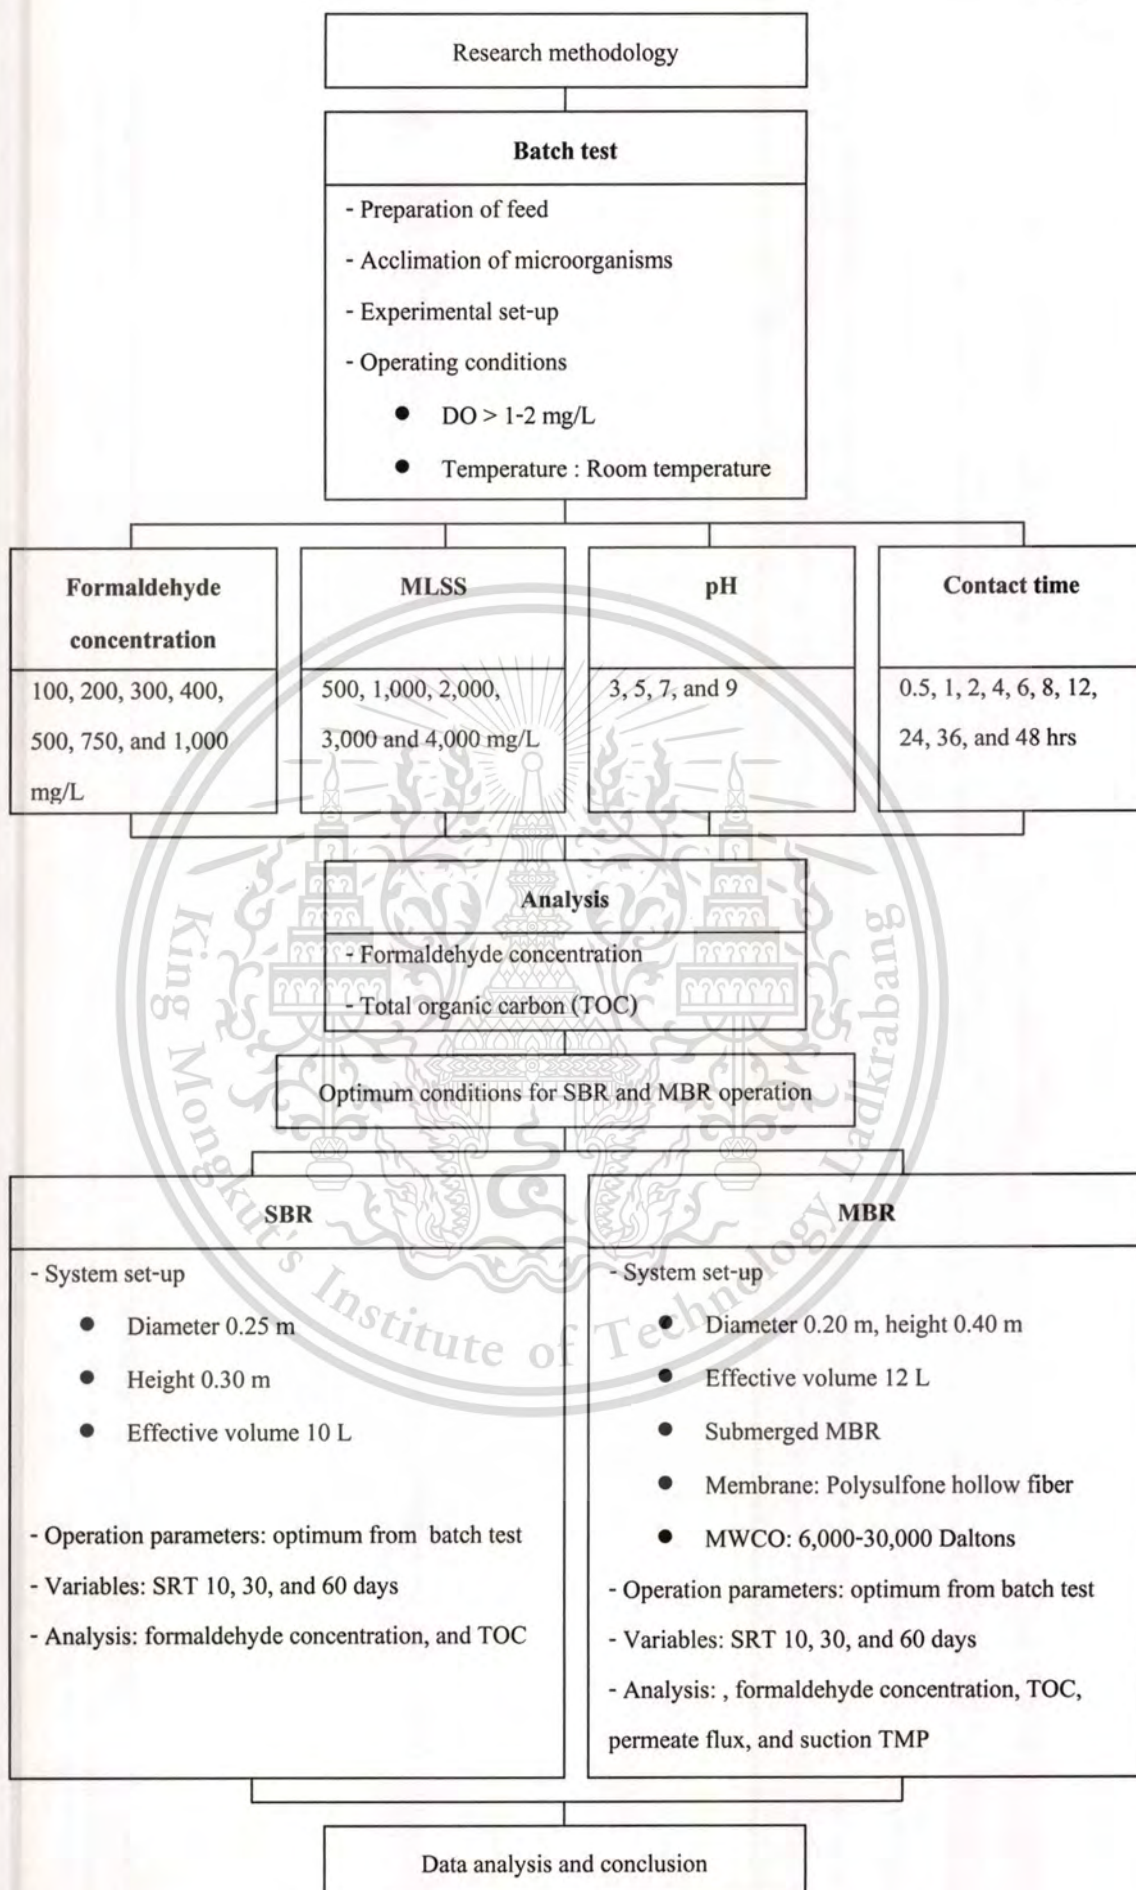 Research methodology
Batch test
- Preparation of feed
- Acclimation of microorganisms
- Experimental set-up
- Operating conditions
● DO > 1-2 mg/L
● Temperature : Room temperature
Formaldehyde
concentration
100, 200, 300, 400,
500, 750, and 1,000
mg/L
MLSS
500, 1,000, 2,000,
3,000 and 4,000 mg/L
pH
3, 5, 7, and 9
Contact time
0.5, 1, 2, 4, 6, 8, 12,
24, 36, and 48 hrs
Analysis
- Formaldehyde concentration
- Total organic carbon (TOC)
Optimum conditions for SBR and MBR operation
SBR
- System set-up
● Diameter 0.25 m
● Height 0.30 m
● Effective volume 10 L
- Operation parameters: optimum from batch test
- Variables: SRT 10, 30, and 60 days
- Analysis: formaldehyde concentration, and TOC
MBR
- System set-up
● Diameter 0.20 m, height 0.40 m
● Effective volume 12 L
● Submerged MBR
● Membrane: Polysulfone hollow fiber
● MWCO: 6,000-30,000 Daltons
- Operation parameters: optimum from batch test
- Variables: SRT 10, 30, and 60 days
- Analysis: , formaldehyde concentration, TOC,
permeate flux, and suction TMP
Data analysis and conclusion
King Mongkut's Institute of Technology Ladkrabang